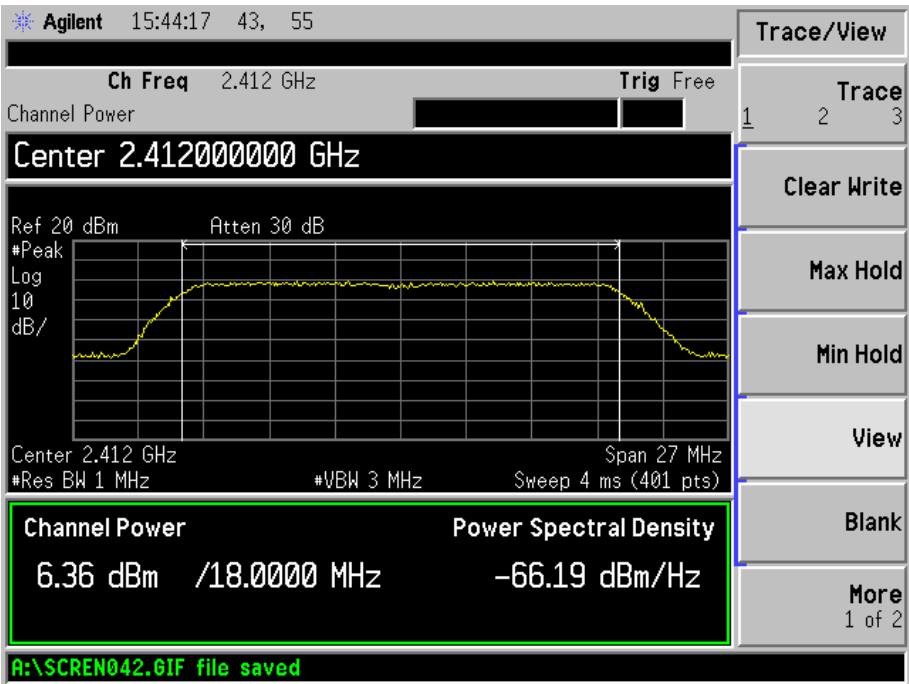 Agilent 15:44:17 43, 55
Trace/View
Ch Freq 2.412 GHz Trig Free
Channel Power
Trace
1 2 3
Center 2.412000000 GHz
Clear Write
Ref 20 dBm Atten 30 dB
#Peak
Log
10
dB/
Max Hold
Min Hold
View
Center 2.412 GHz Span 27 MHz
#Res BW 1 MHz #VBW 3 MHz Sweep 4 ms (401 pts)
Channel Power Power Spectral Density
Blank
6.36 dBm /18.0000 MHz -66.19 dBm/Hz
More
1 of 2
A:\SCREN042.GIF file saved